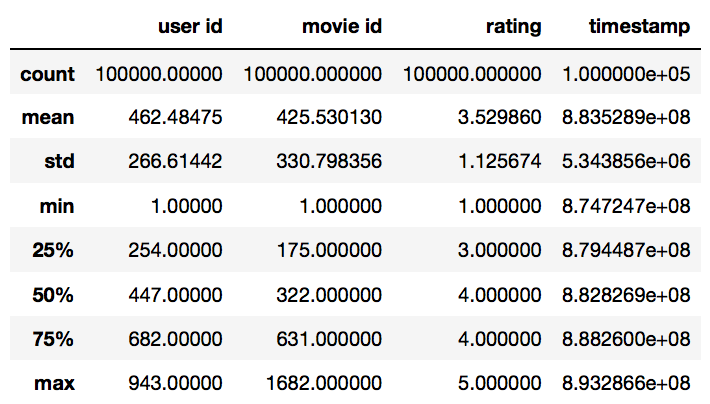 user id movie id rating timestamp
count 100000.00000 100000.000000 100000.000000 1.000000e+05
mean 462.48475 425.530130 3.529860 8.835289e+08
std 266.61442 330.798356 1.125674 5.343856e+06
min 1.00000 1.000000 1.000000 8.747247e+08
25% 254.00000 175.000000 3.000000 8.794487e+08
50% 447.00000 322.000000 4.000000 8.828269e+08
75% 682.00000 631.000000 4.000000 8.882600e+08
max 943.00000 1682.000000 5.000000 8.932866e+08